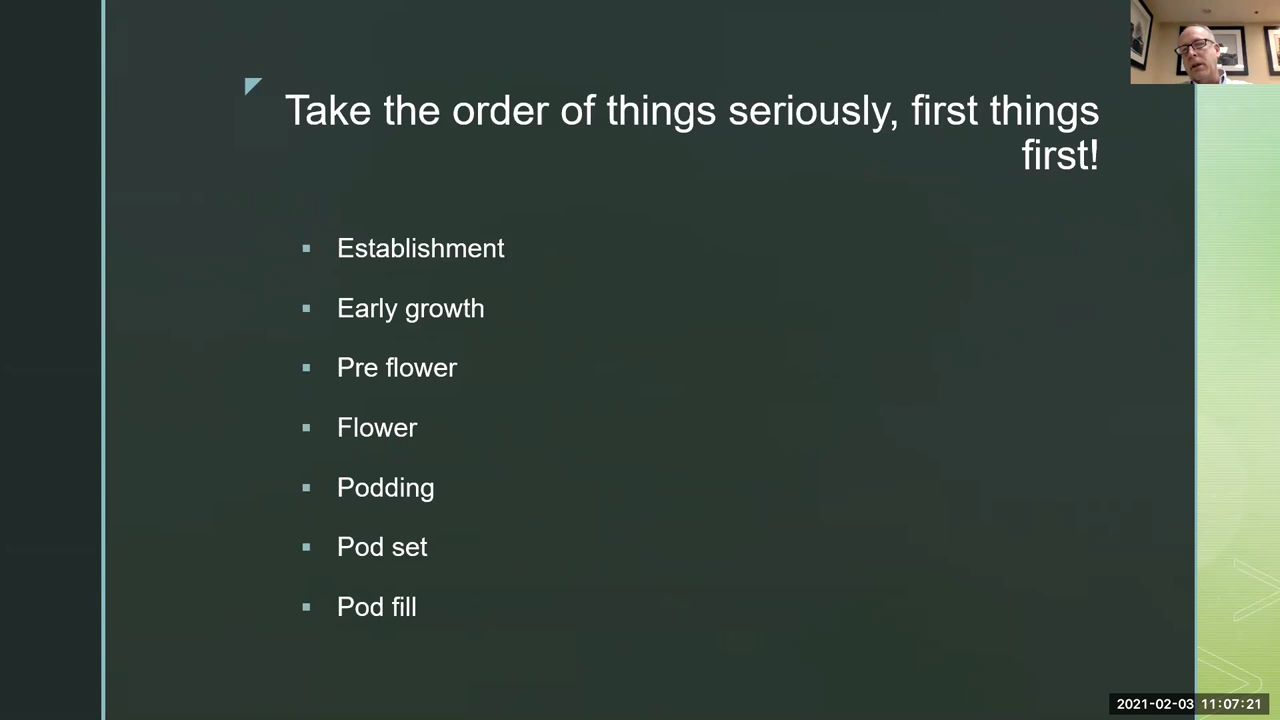 Take the order of things seriously, first things
first!
Establishment
Early growth
Pre flower
Flower
Podding
Pod set
Pod fill
2021-02-03 11:07:21